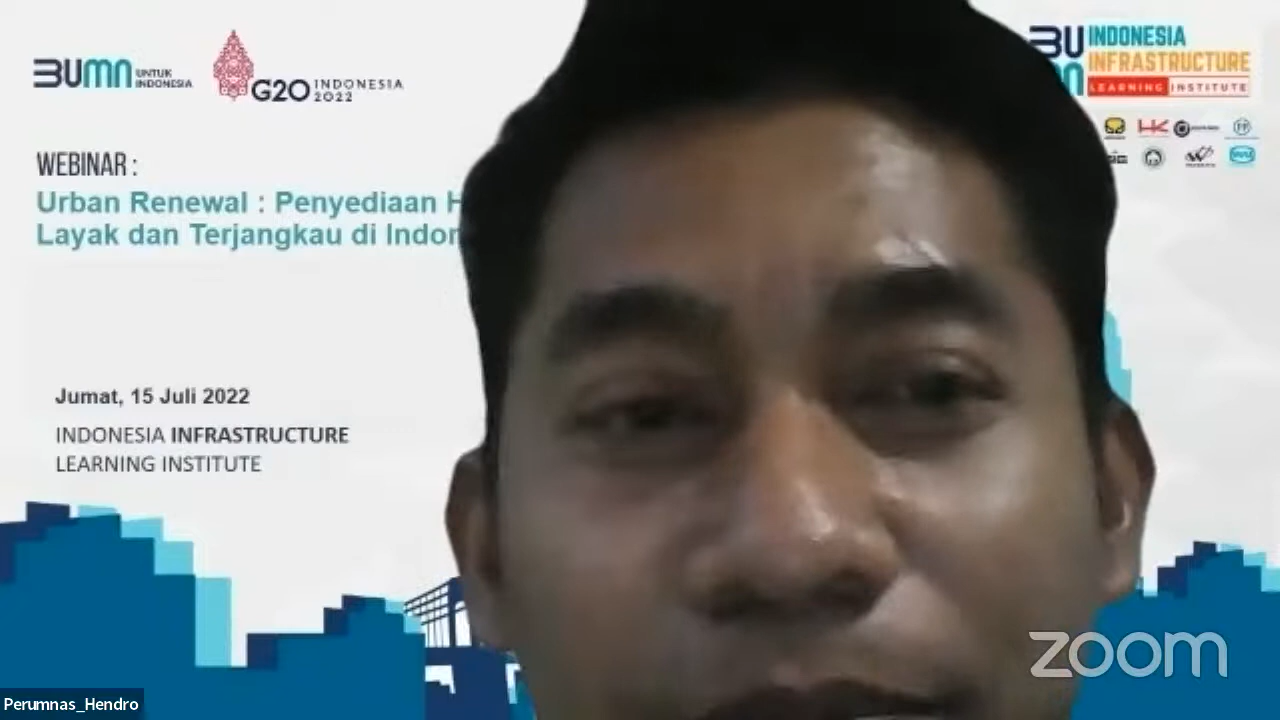 BUMN UNTUK INDONESIA
G20 INDONESIA 2022
BU INDONESIA
INFRASTRUCTURE
LEARNING INSTITUTE
HK
WEBINAR :
Urban Renewal : Penyediaan H
Layak dan Terjangkau di Indon
Jumat, 15 Juli 2022
INDONESIA INFRASTRUCTURE
LEARNING INSTITUTE
zoom
Perumnas_Hendro